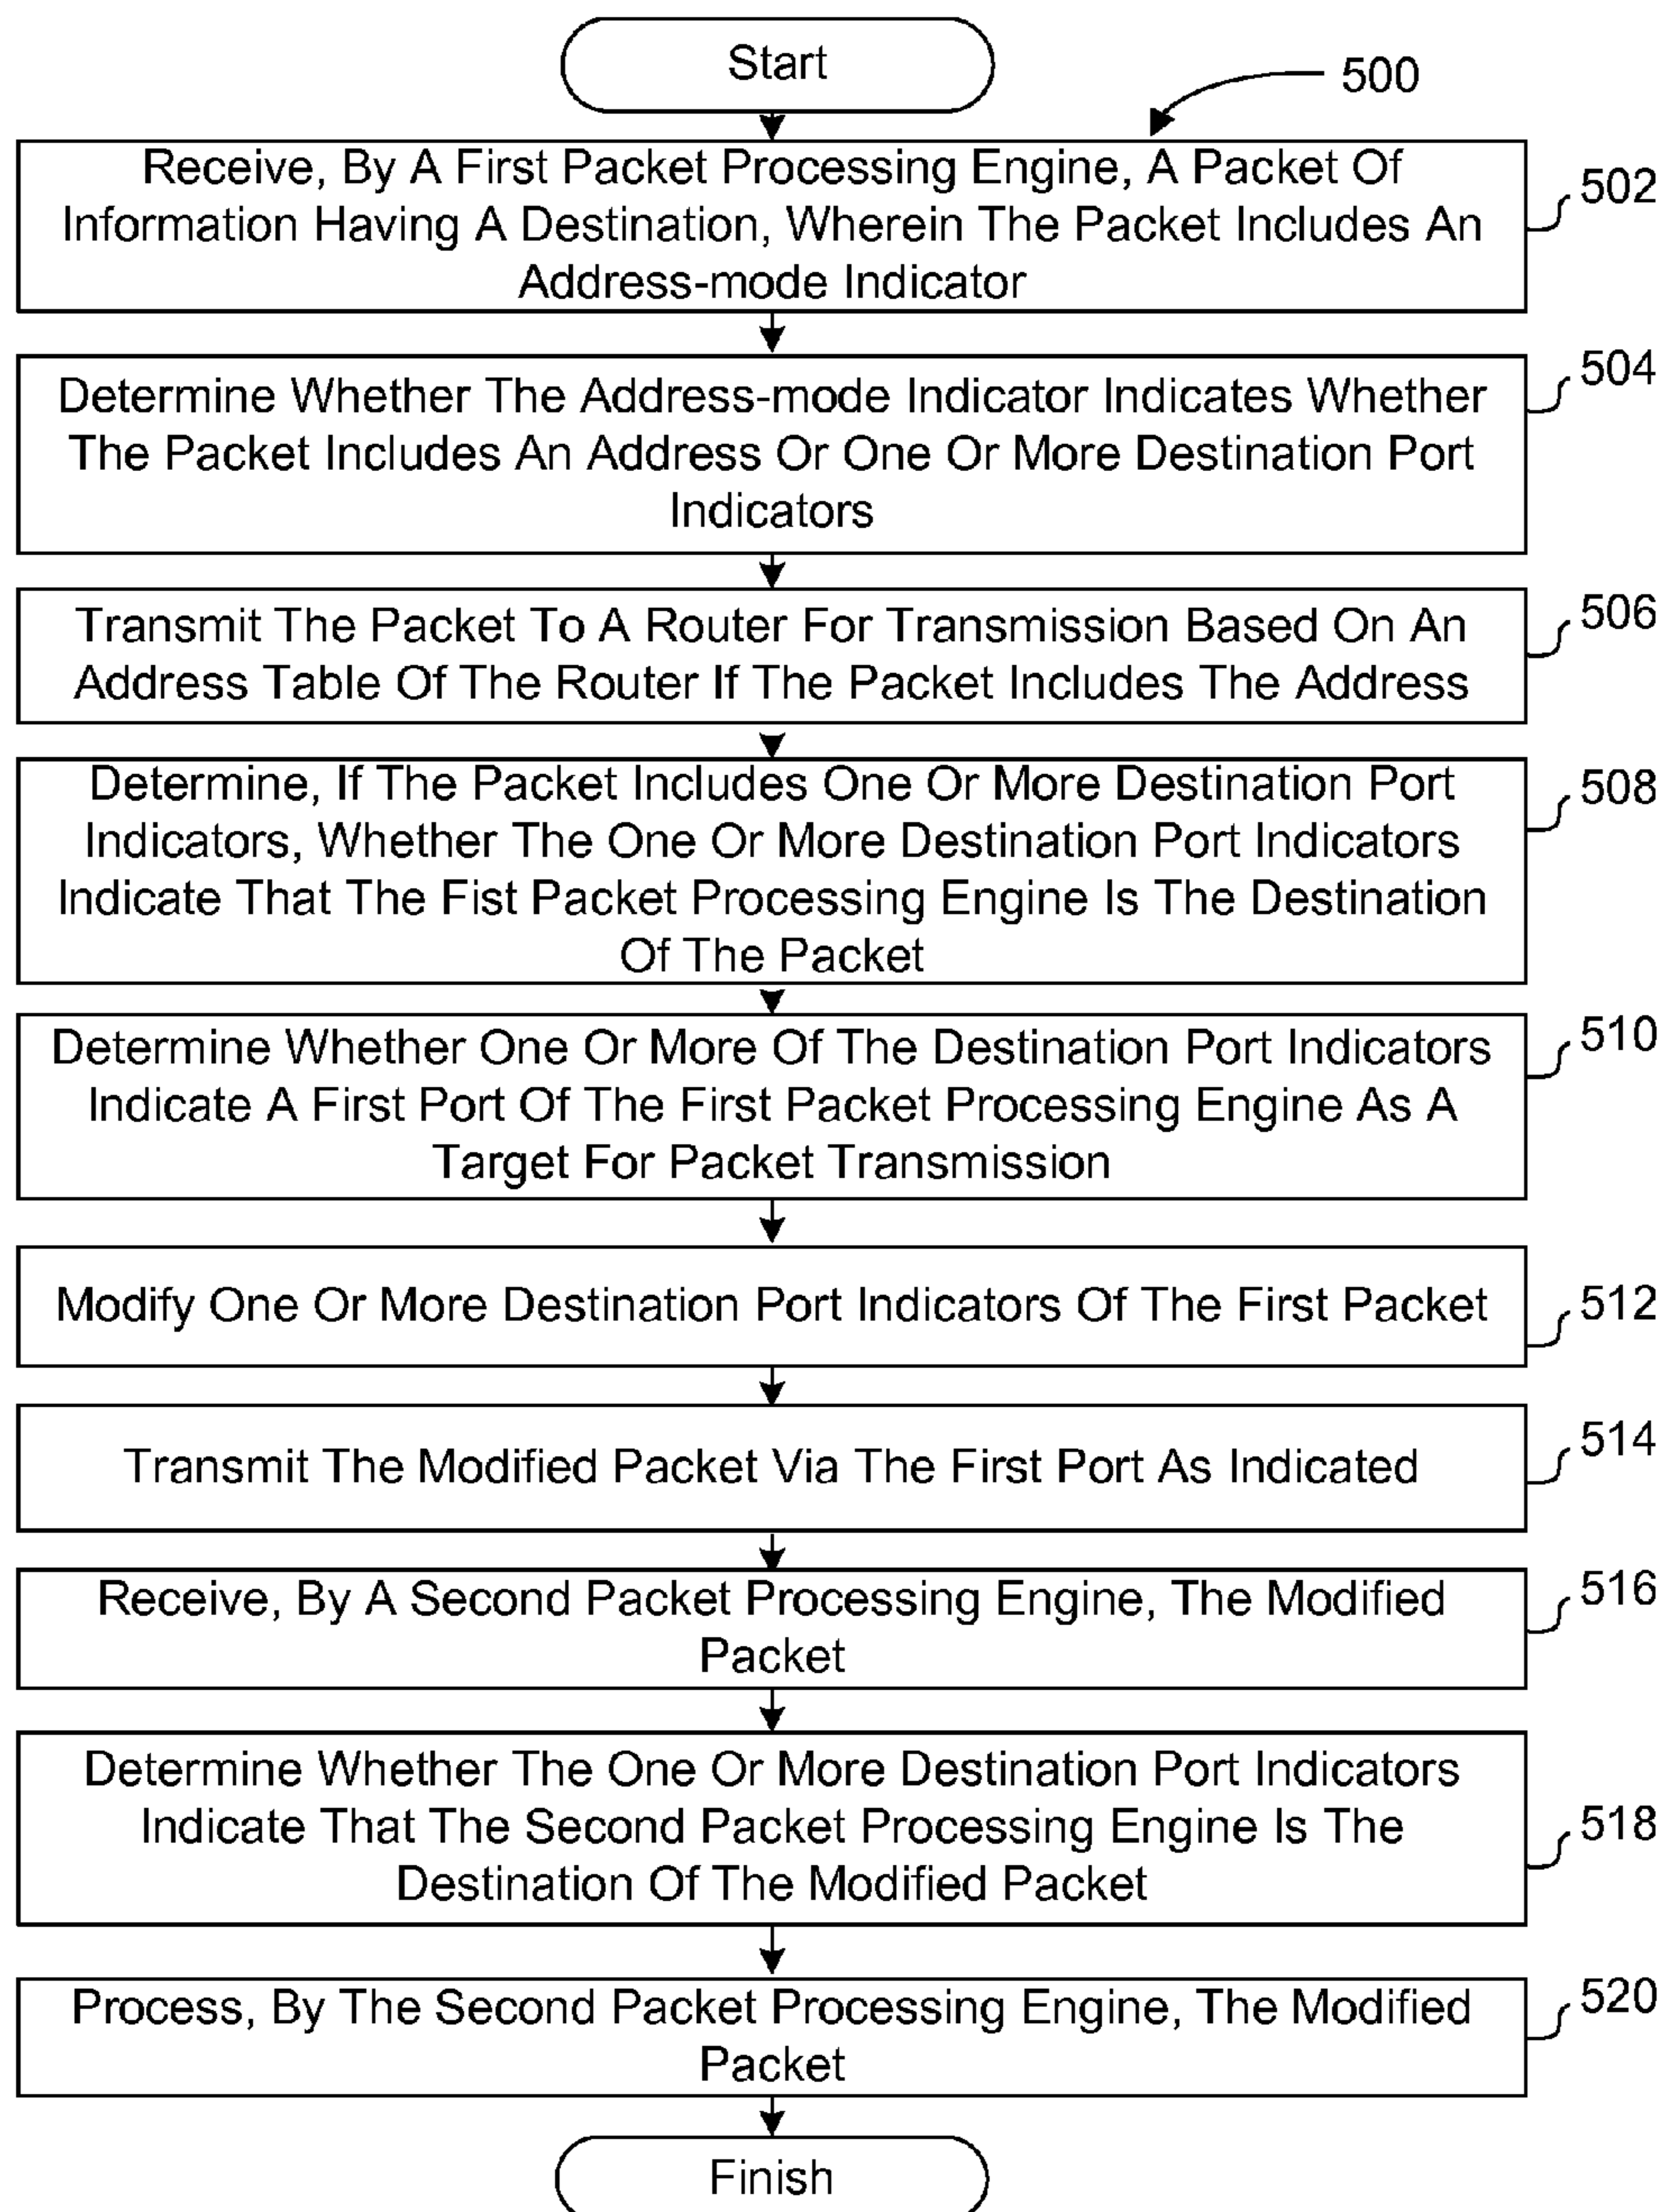 Start
500
Receive, By A First Packet Processing Engine, A Packet Of
Information Having A Destination, Wherein The Packet Includes An
Address-mode Indicator
502
Determine Whether The Address-mode Indicator Indicates Whether
The Packet Includes An Address Or One Or More Destination Port
Indicators
504
Transmit The Packet To A Router For Transmission Based On An
Address Table Of The Router If The Packet Includes The Address
506
Determine, If The Packet Includes One Or More Destination Port
Indicators, Whether The One Or More Destination Port Indicators
Indicate That The Fist Packet Processing Engine Is The Destination
Of The Packet
508
Determine Whether One Or More Of The Destination Port Indicators
Indicate A First Port Of The First Packet Processing Engine As A
Target For Packet Transmission
510
Modify One Or More Destination Port Indicators Of The First Packet
512
Transmit The Modified Packet Via The First Port As Indicated
514
Receive, By A Second Packet Processing Engine, The Modified
Packet
516
Determine Whether The One Or More Destination Port Indicators
Indicate That The Second Packet Processing Engine Is The
Destination Of The Modified Packet
518
Process, By The Second Packet Processing Engine, The Modified
Packet
520
Finish